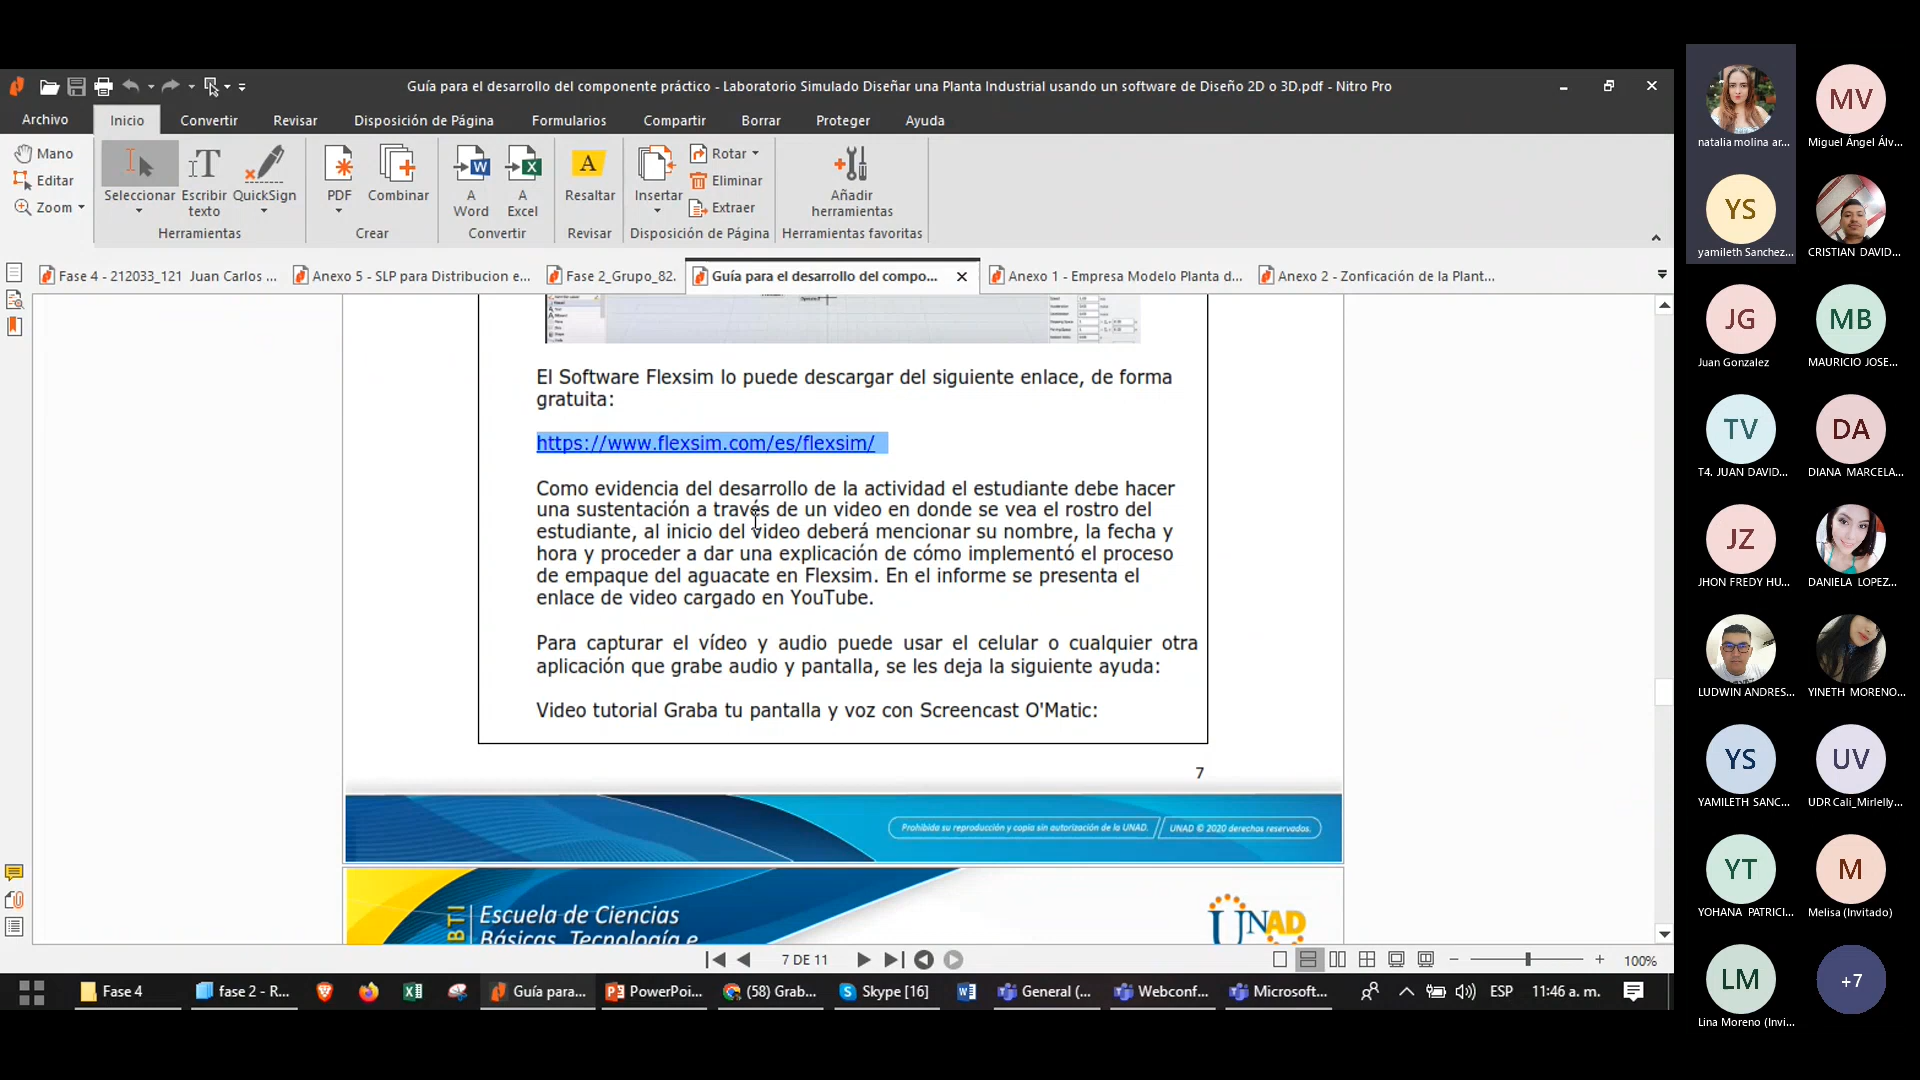 Guía para el desarrollo del componente práctico - Laboratorio Simulado Diseñar una Planta Industrial usando un software de Diseño 2D o 3D.pdf - Nitro Pro
Archivo Inicio Convertir Revisar Disposición de Página Formularios Compartir Borrar Proteger Ayuda
Mano
Editar
Zoom
Seleccionar
Escribir texto
QuickSign
Herramientas
PDF
Combinar
Crear
A Word
A Excel
Convertir
Resaltar
Revisar
Insertar
Rotar
Eliminar
Extraer
Disposición de Página
Añadir herramientas
Herramientas favoritas
Fase 4 - 212033_121 Juan Carlos ...
Anexo 5 - SLP para Distribucion e...
Fase 2_Grupo_82.
Guía para el desarrollo del compo...
Anexo 1 - Empresa Modelo Planta d...
Anexo 2 - Zonficación de la Plant...
El Software Flexsim lo puede descargar del siguiente enlace, de forma
gratuita:
https://www.flexsim.com/es/flexsim/
Como evidencia del desarrollo de la actividad el estudiante debe hacer
una sustentación a través de un video en donde se vea el rostro del
estudiante, al inicio del video deberá mencionar su nombre, la fecha y
hora y proceder a dar una explicación de cómo implementó el proceso
de empaque del aguacate en Flexsim. En el informe se presenta el
enlace de video cargado en YouTube.
Para capturar el vídeo y audio puede usar el celular o cualquier otra
aplicación que grabe audio y pantalla, se les deja la siguiente ayuda:
Video tutorial Graba tu pantalla y voz con Screencast O'Matic:
7
Prohibida su reproducción y copia sin autorización de la UNAD. UNAD © 2020 derechos reservados.
BTI
Escuela de Ciencias
Básicas, Tecnología e
UNAD
7 DE 11
100%
Fase 4
fase 2 - R...
Guía para...
PowerPoi...
(58) Grab...
Skype [16]
General (...
Webconf...
Microsoft...
ESP
11:46 a. m.
natalia molina ar...
MV
Miguel Ángel Álv...
YS
yamileth Sanchez...
CRISTIAN DAVID...
JG
Juan Gonzalez
MB
MAURICIO JOSE...
TV
T4. JUAN DAVID...
DA
DIANA MARCELA...
JZ
JHON FREDY HU...
DANIELA LOPEZ...
LUDWIN ANDRES...
YINETH MORENO...
YS
YAMILETH SANC...
UV
UDR Cali_Mirlelly...
YT
YOHANA PATRICI...
M
Melisa (Invitado)
LM
Lina Moreno (Invi...
+7